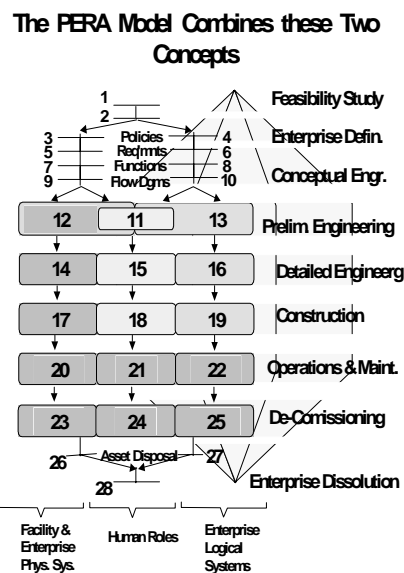 The PERA Model Combines these Two
Concepts
1
Feasibility Study
2
3 Policies 4 Enterprise Defin.
5 Req'mnts 6
7 Functions 8 Conceptual Engr.
9 Flow-Dgms 10
12 11 13 Prelim. Engineering
14 15 16 Detailed Engineerg
17 18 19 Construction
20 21 22 Operations & Maint.
23 24 25 De-Comissioning
26 Asset Disposal 27
28 Enterprise Dissolution
Facility &
Enterprise
Phys. Sys.
Human Roles
Enterprise
Logical
Systems